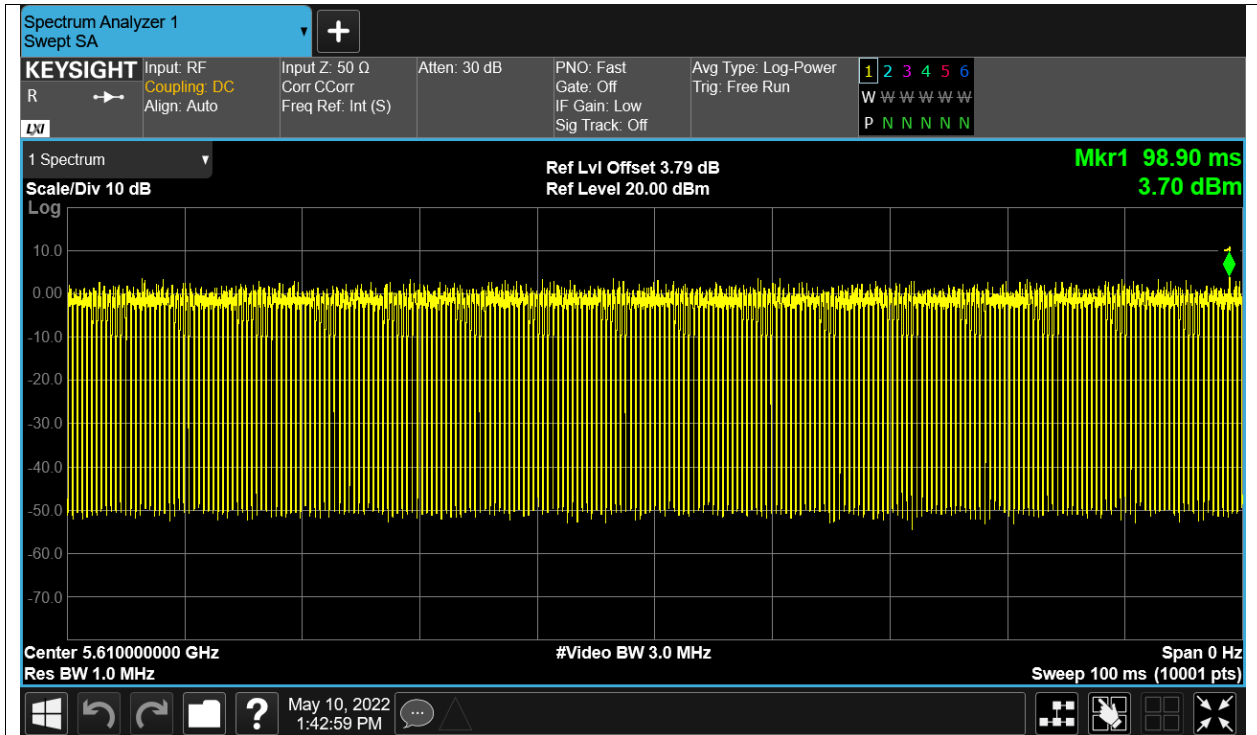 Spectrum Analyzer 1
Swept SA
+
KEYSIGHT
R
LXI
Input: RF
Coupling: DC
Align: Auto
Input Z: 50 Ω
Corr CCorr
Freq Ref: Int (S)
Atten: 30 dB
PNO: Fast
Gate: Off
IF Gain: Low
Sig Track: Off
Avg Type: Log-Power
Trig: Free Run
1 2 3 4 5 6
W W W W W W
P N N N N N
1 Spectrum
Scale/Div 10 dB
Log
Ref Lvl Offset 3.79 dB
Ref Level 20.00 dBm
Mkr1 98.90 ms
3.70 dBm
10.0
1
0.00
-10.0
-20.0
-30.0
-40.0
-50.0
-60.0
-70.0
Center 5.610000000 GHz
Res BW 1.0 MHz
#Video BW 3.0 MHz
Span 0 Hz
Sweep 100 ms (10001 pts)
?
May 10, 2022
1:42:59 PM